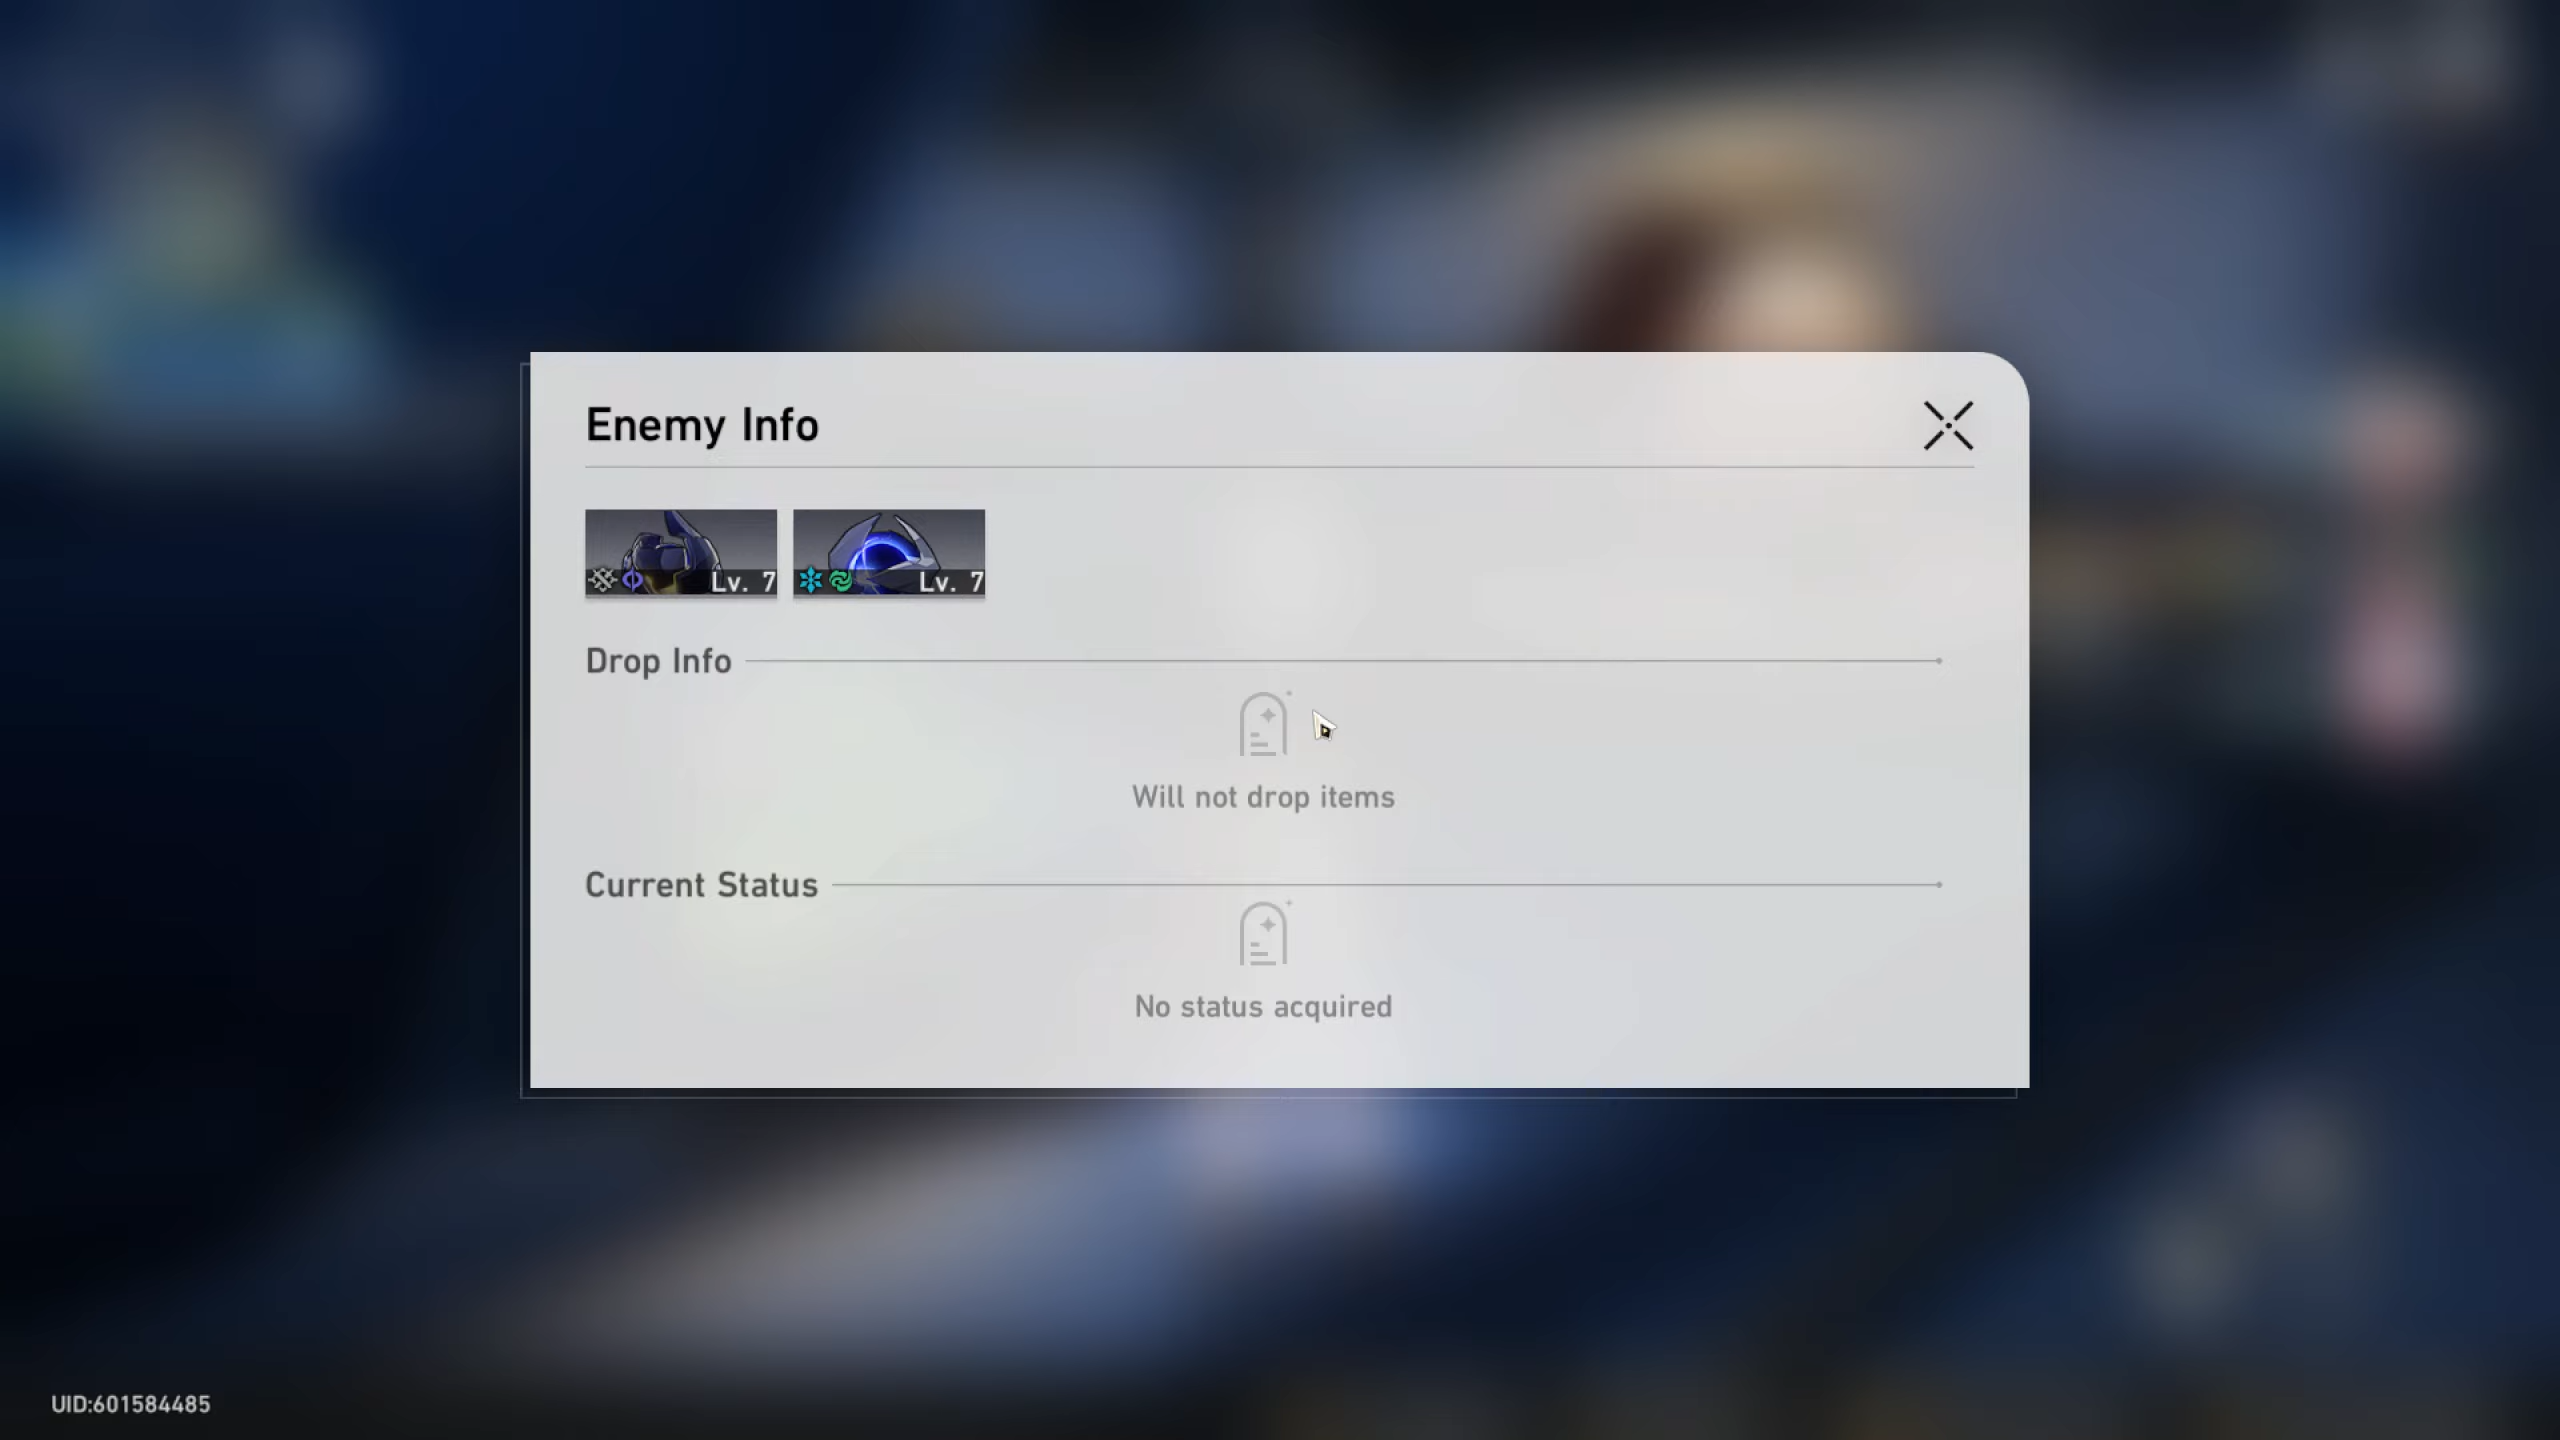 Enemy Info
Lv. 7
Lv. 7
Drop Info
Will not drop items
Current Status
No status acquired
UID:601584485